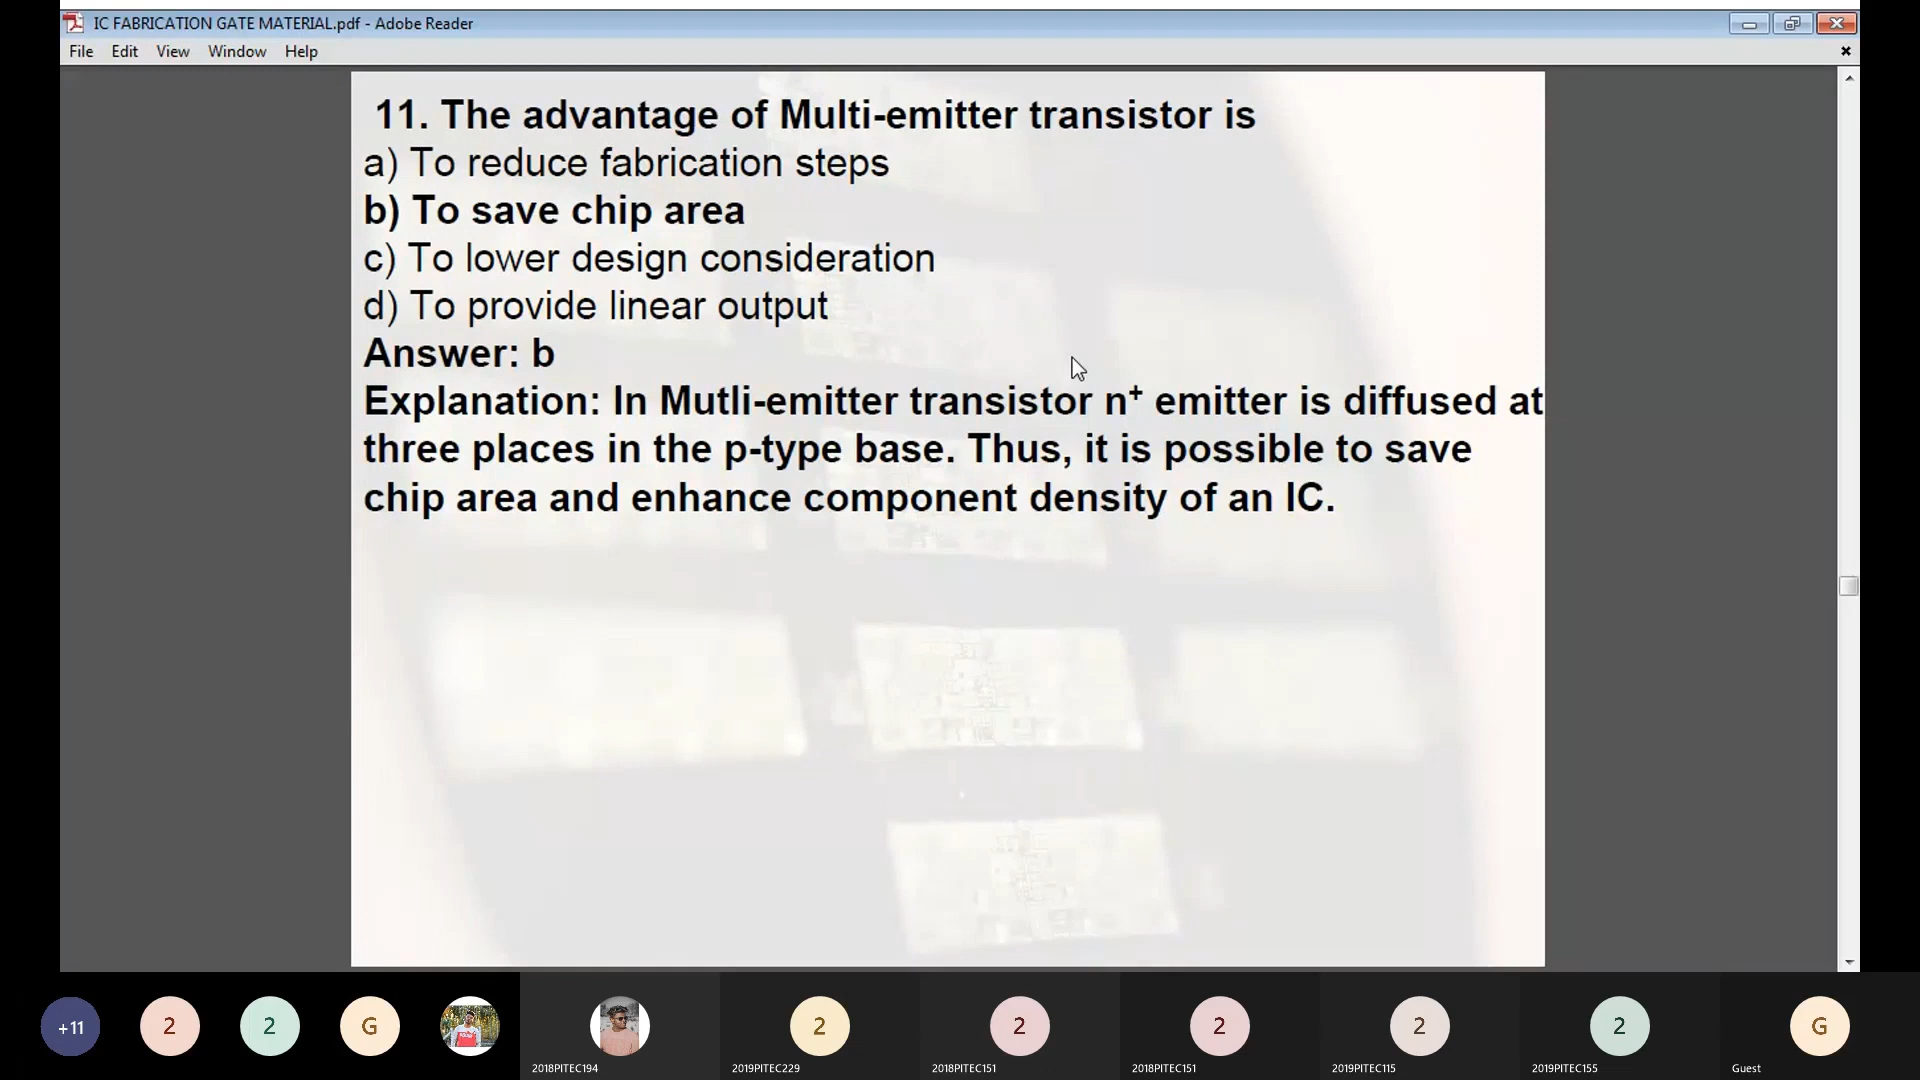 IC FABRICATION GATE MATERIAL.pdf - Adobe Reader
File Edit View Window Help
11. The advantage of Multi-emitter transistor is
a) To reduce fabrication steps
b) To save chip area
c) To lower design consideration
d) To provide linear output
Answer: b
Explanation: In Mutli-emitter transistor n⁺ emitter is diffused at
three places in the p-type base. Thus, it is possible to save
chip area and enhance component density of an IC.
+11 2 2 G 2 2 2 2 2 G
2018PITEC194 2019PITEC229 2018PITEC151 2018PITEC151 2019PITEC115 2019PITEC155 Guest